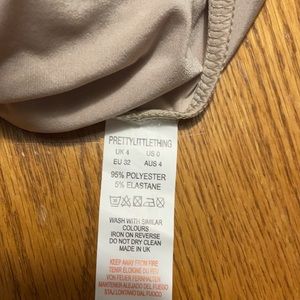 PRETTYLITTLETHING
UK 4 US 0
EU 32 AUS 4
95% POLYESTER
5% ELASTANE
WASH WITH SIMILAR
COLOURS
IRON ON REVERSE
DO NOT DRY CLEAN
MADE IN UK
KEEP AWAY FROM FIRE
TENIR ÉLOIGNÉ DU FEU
VON FEUER FERNHALTEN
MANTENER ALEJADO DEL FUEGO
STAI LONTANO DAL FUOCO